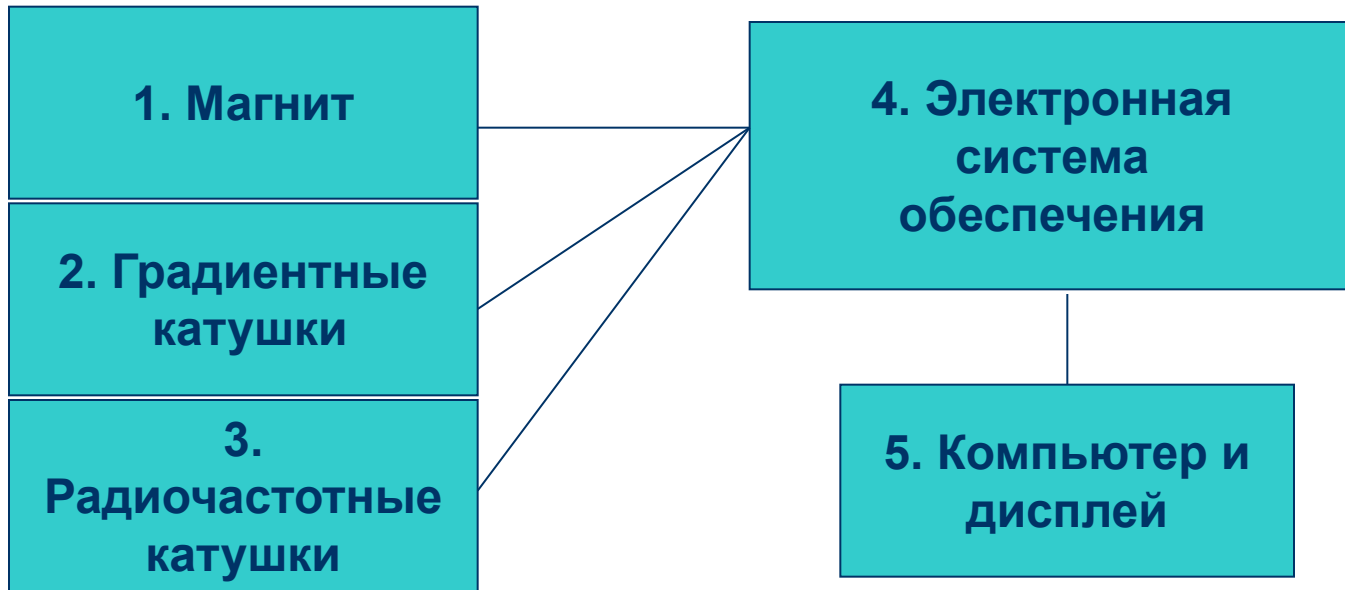 1. Магнит
2. Градиентные
катушки
3.
Радиочастотные
катушки
4. Электронная
система
обеспечения
5. Компьютер и
дисплей